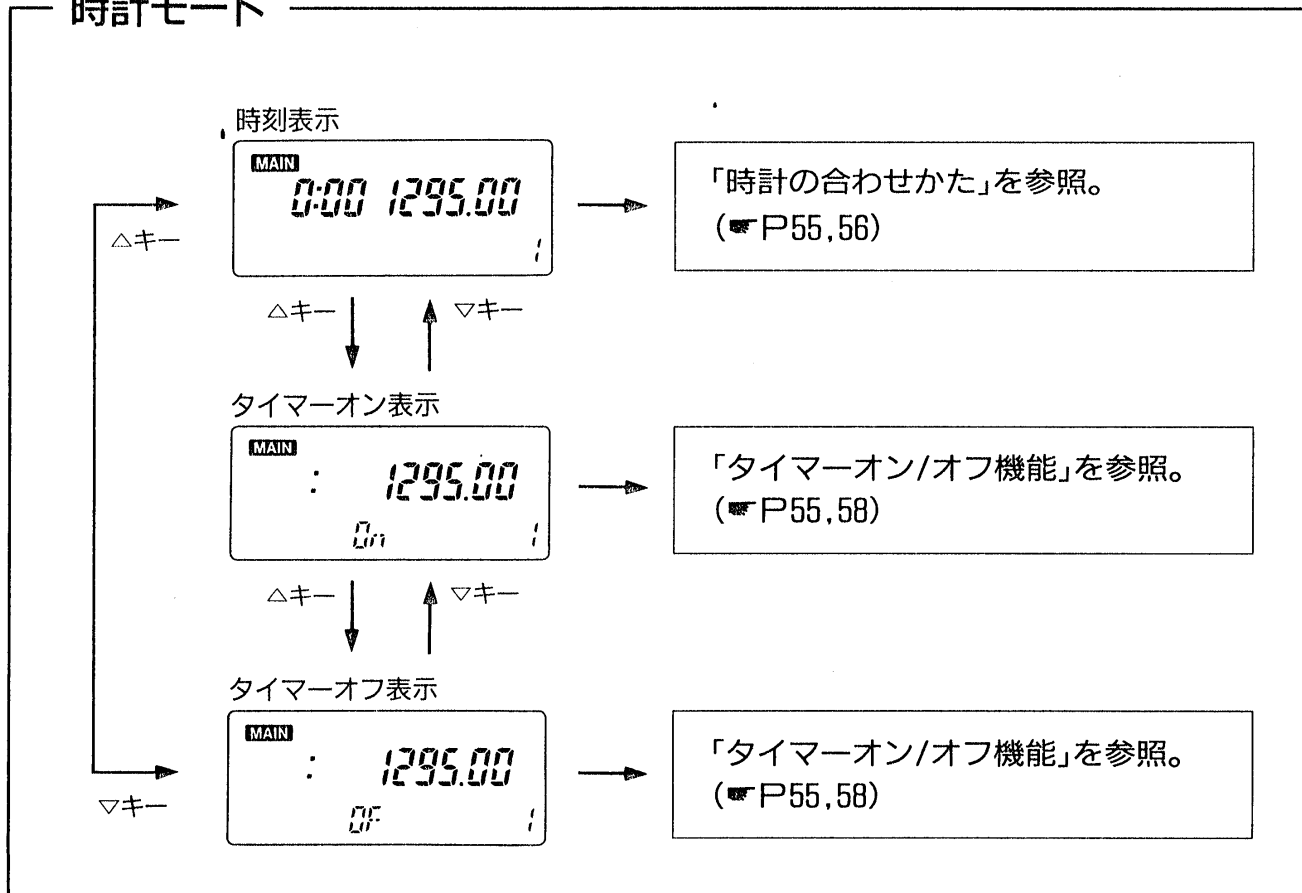 時計モード
時刻表示
MAIN
0:00 1295.00
1
「時計の合わせかた」を参照。
(☛P55,56)
△キー
△キー ▽キー
タイマーオン表示
MAIN
: 1295.00
On 1
「タイマーオン/オフ機能」を参照。
(☛P55,58)
△キー ▽キー
タイマーオフ表示
MAIN
: 1295.00
OF 1
「タイマーオン/オフ機能」を参照。
(☛P55,58)
▽キー